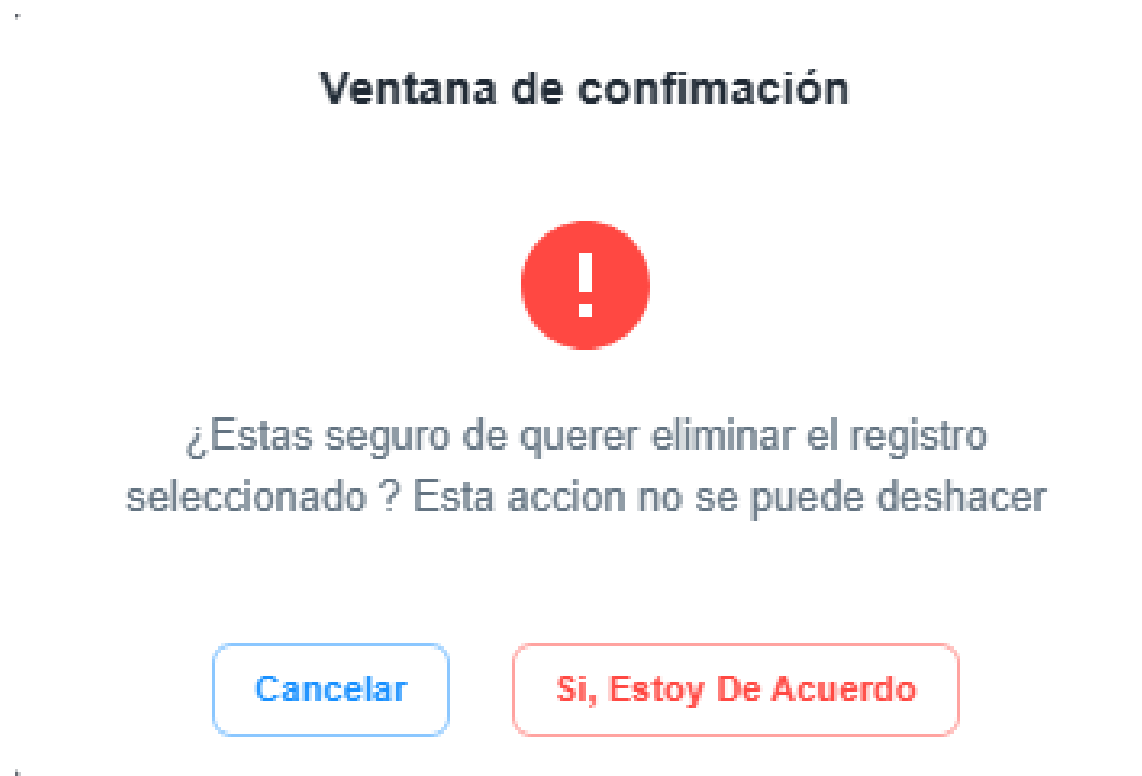 Ventana de confimación
¿Estas seguro de querer eliminar el registro
seleccionado ? Esta accion no se puede deshacer
Cancelar
Si, Estoy De Acuerdo